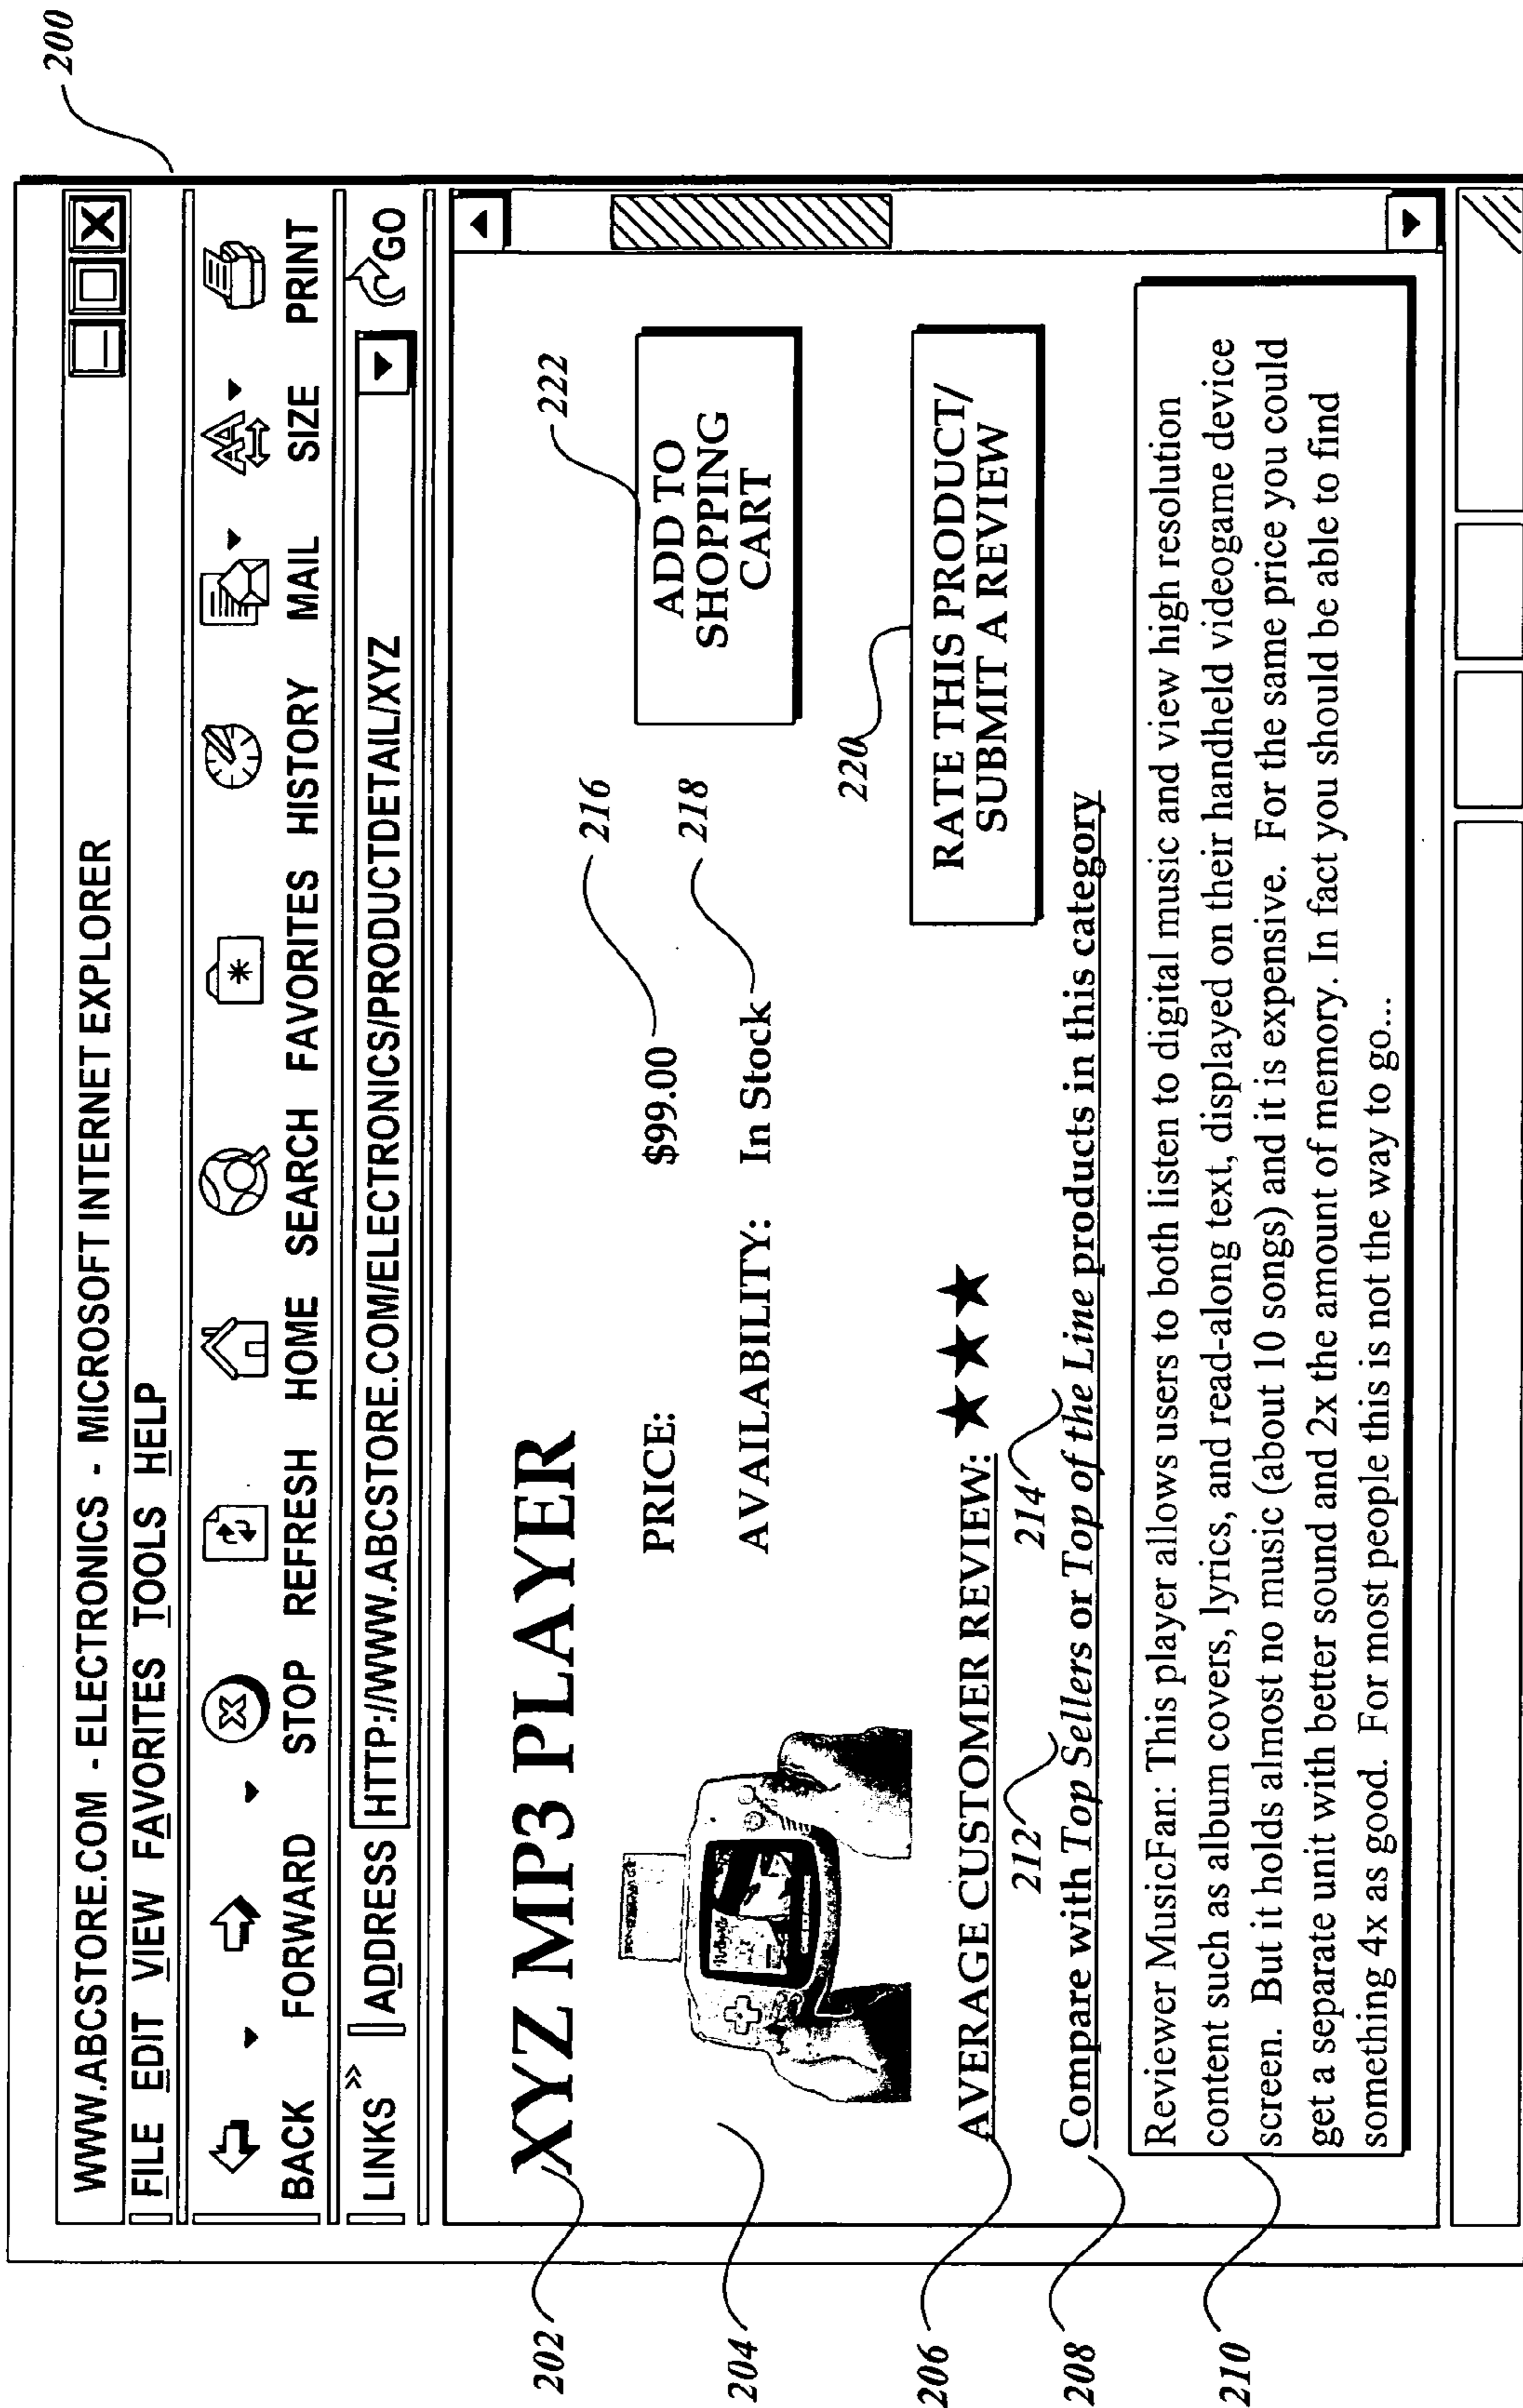 200
WWW.ABCSTORE.COM - ELECTRONICS - MICROSOFT INTERNET EXPLORER
FILE EDIT VIEW FAVORITES TOOLS HELP
BACK FORWARD STOP REFRESH HOME SEARCH FAVORITES HISTORY MAIL SIZE PRINT
LINKS » ADDRESS HTTP://WWW.ABCSTORE.COM/ELECTRONICS/PRODUCTDETAIL/XYZ GO
202
XYZ MP3 PLAYER
204
PRICE: $99.00
216
AVAILABILITY: In Stock
218
222
ADD TO
SHOPPING
CART
206
AVERAGE CUSTOMER REVIEW: ★ ★ ★
220
RATE THIS PRODUCT/
SUBMIT A REVIEW
212
214
208
Compare with Top Sellers or Top of the Line products in this category
210
Reviewer MusicFan: This player allows users to both listen to digital music and view high resolution
content such as album covers, lyrics, and read-along text, displayed on their handheld videogame device
screen. But it holds almost no music (about 10 songs) and it is expensive. For the same price you could
get a separate unit with better sound and 2x the amount of memory. In fact you should be able to find
something 4x as good. For most people this is not the way to go...